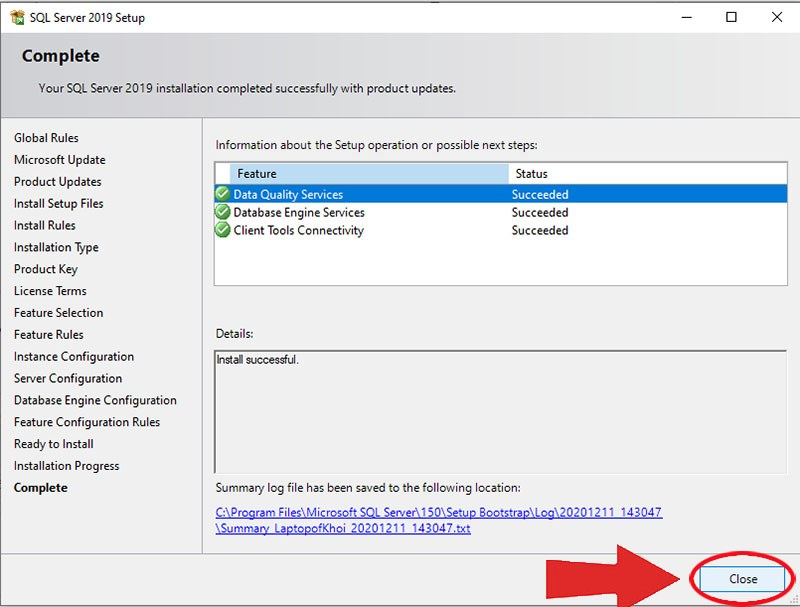 SQL Server 2019 Setup
Complete
Your SQL Server 2019 installation completed successfully with product updates.
Global Rules
Microsoft Update
Product Updates
Install Setup Files
Install Rules
Installation Type
Product Key
License Terms
Feature Selection
Feature Rules
Instance Configuration
Server Configuration
Database Engine Configuration
Feature Configuration Rules
Ready to Install
Installation Progress
Complete
Information about the Setup operation or possible next steps:
Feature Status
Data Quality Services Succeeded
Database Engine Services Succeeded
Client Tools Connectivity Succeeded
Details:
Install successful.
Summary log file has been saved to the following location:
C:\Program Files\Microsoft SQL Server\150\Setup Bootstrap\Log\20201211_143047
\Summary_LaptopofKhoi_20201211_143047.txt
Close